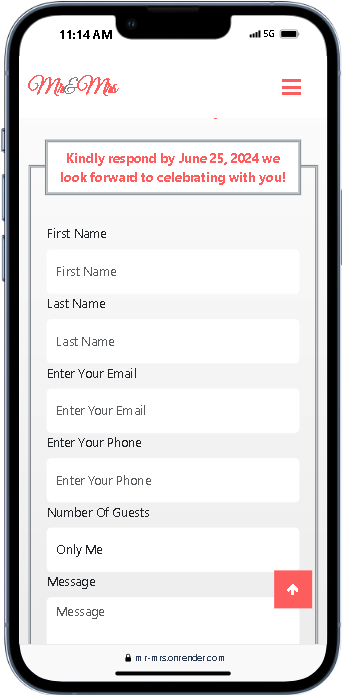 11:14 AM
5G
Mr&Mrs
Kindly respond by June 25, 2024 we
look forward to celebrating with you!
First Name
First Name
Last Name
Last Name
Enter Your Email
Enter Your Email
Enter Your Phone
Enter Your Phone
Number Of Guests
Only Me
Message
Message
mr-mrs.onrender.com